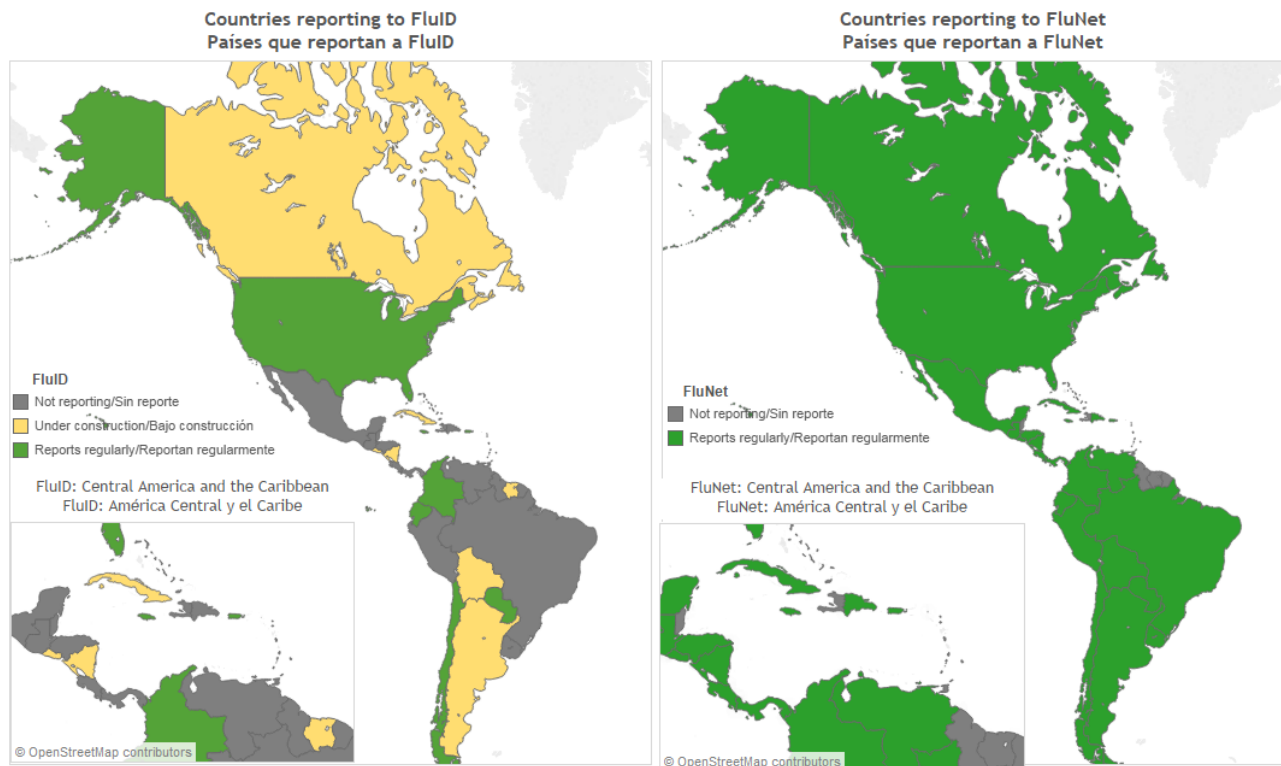 Countries reporting to FluID
Países que reportan a FluID
FluID
Not reporting/Sin reporte
Under construction/Bajo construcción
Reports regularly/Reportan regularmente
FluID: Central America and the Caribbean
FluID: América Central y el Caribe
© OpenStreetMap contributors
Countries reporting to FluNet
Países que reportan a FluNet
FluNet
Not reporting/Sin reporte
Reports regularly/Reportan regularmente
FluNet: Central America and the Caribbean
FluNet: América Central y el Caribe
© OpenStreetMap contributors